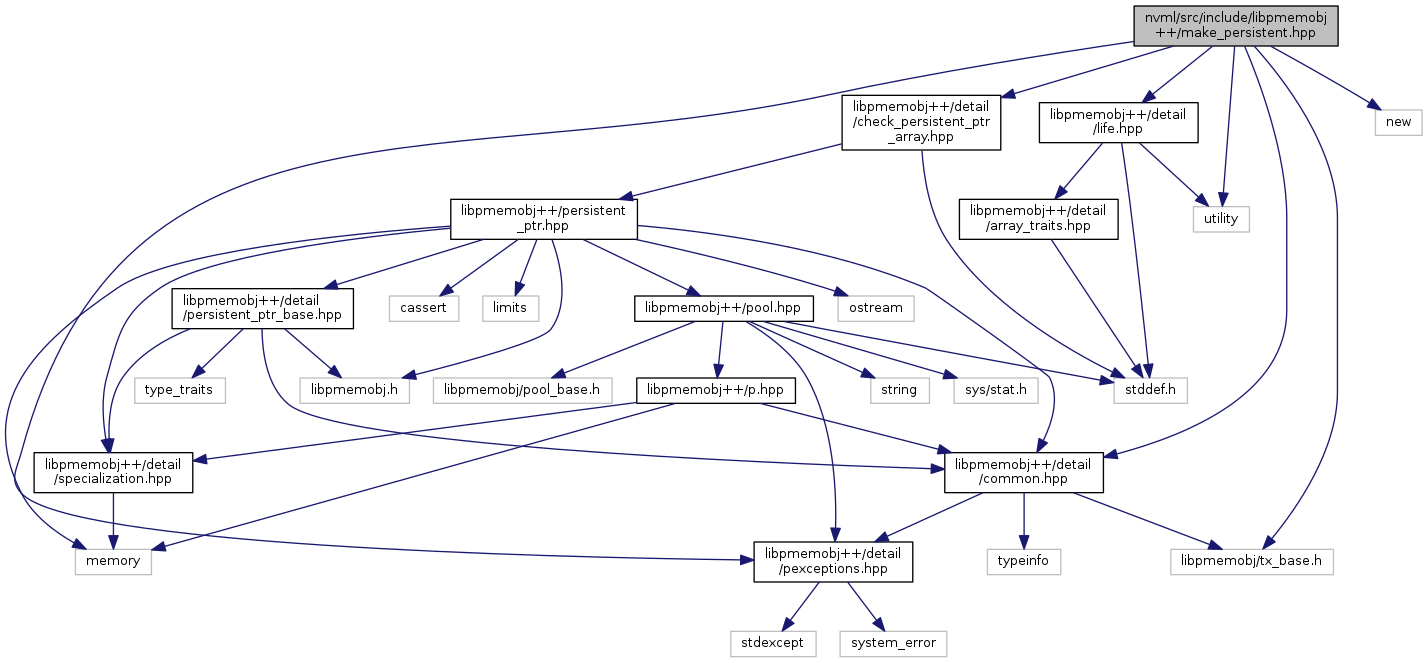 nvml/src/include/libpmemobj
++/make_persistent.hpp
libpmemobj++/detail
/check_persistent_ptr
_array.hpp
libpmemobj++/detail
/life.hpp
new
libpmemobj++/persistent
_ptr.hpp
libpmemobj++/detail
/array_traits.hpp
utility
libpmemobj++/detail
/persistent_ptr_base.hpp
cassert
limits
libpmemobj++/pool.hpp
ostream
type_traits
libpmemobj.h
libpmemobj/pool_base.h
libpmemobj++/p.hpp
string
sys/stat.h
stddef.h
libpmemobj++/detail
/specialization.hpp
libpmemobj++/detail
/common.hpp
memory
libpmemobj++/detail
/pexceptions.hpp
typeinfo
libpmemobj/tx_base.h
stdexcept
system_error